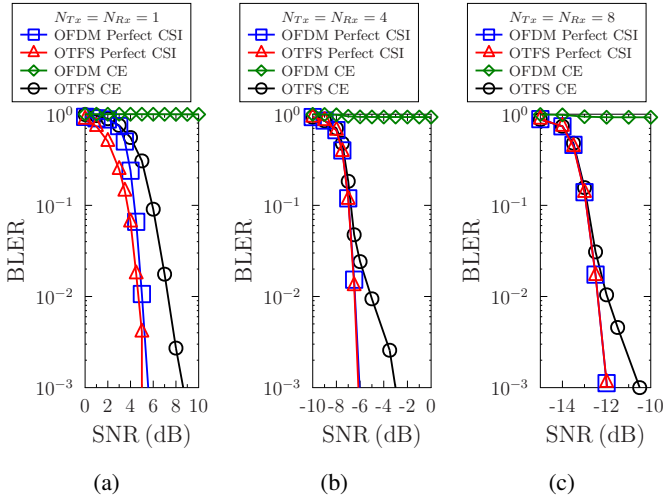 N_{Tx} = N_{Rx} = 1
OFDM Perfect CSI
OTFS Perfect CSI
OFDM CE
OTFS CE
10^0
10^{-1}
10^{-2}
10^{-3}
BLER
0 2 4 6 8 10
SNR (dB)
(a)
N_{Tx} = N_{Rx} = 4
OFDM Perfect CSI
OTFS Perfect CSI
OFDM CE
OTFS CE
10^0
10^{-1}
10^{-2}
10^{-3}
BLER
-10 -8 -6 -4 -2 0
SNR (dB)
(b)
N_{Tx} = N_{Rx} = 8
OFDM Perfect CSI
OTFS Perfect CSI
OFDM CE
OTFS CE
10^0
10^{-1}
10^{-2}
10^{-3}
BLER
-14 -12 -10
SNR (dB)
(c)